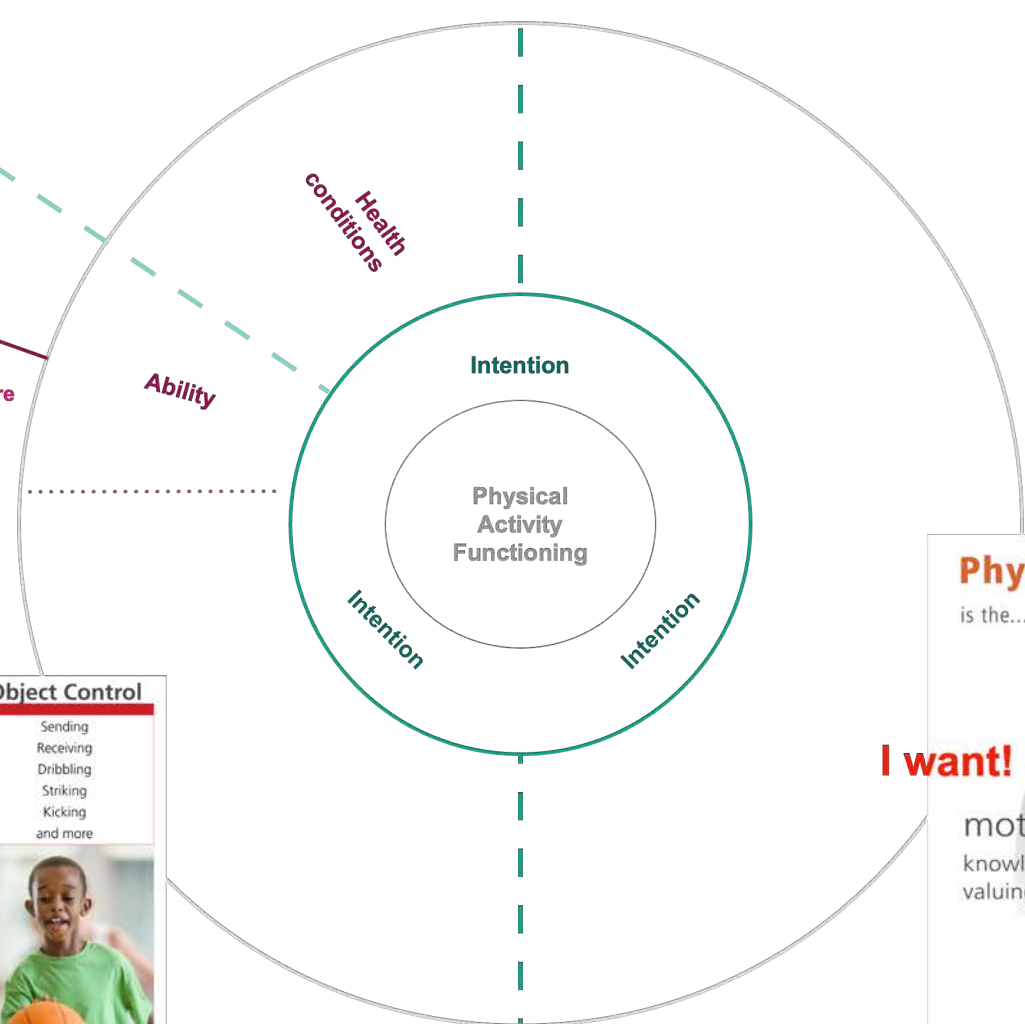 Health
conditions
Ability
re
Intention
Physical
Activity
Functioning
Intention
Intention
Phy
is the...
Object Control
Sending
Receiving
Dribbling
Striking
Kicking
and more
I want!
mot
knowl
valuin